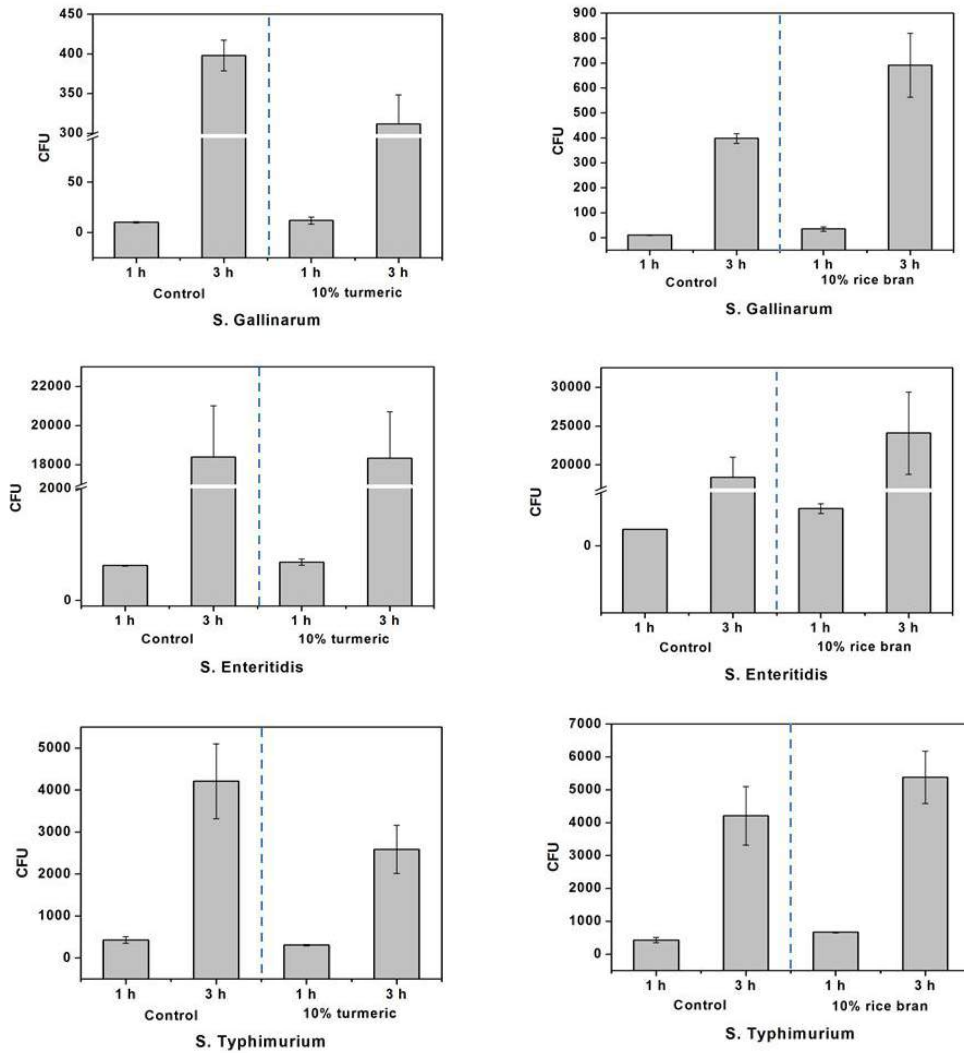 450
400
350
300
50
0
CFU
1 h 3 h 1 h 3 h
Control 10% turmeric
S. Gallinarum
900
800
700
600
500
400
300
200
100
0
CFU
1 h 3 h 1 h 3 h
Control 10% rice bran
S. Gallinarum
22000
20000
18000
2000
0
CFU
1 h 3 h 1 h 3 h
Control 10% turmeric
S. Enteritidis
30000
25000
20000
0
CFU
1 h 3 h 1 h 3 h
Control 10% rice bran
S. Enteritidis
5000
4000
3000
2000
1000
0
CFU
1 h 3 h 1 h 3 h
Control 10% turmeric
S. Typhimurium
7000
6000
5000
4000
3000
2000
1000
0
CFU
1 h 3 h 1 h 3 h
Control 10% rice bran
S. Typhimurium